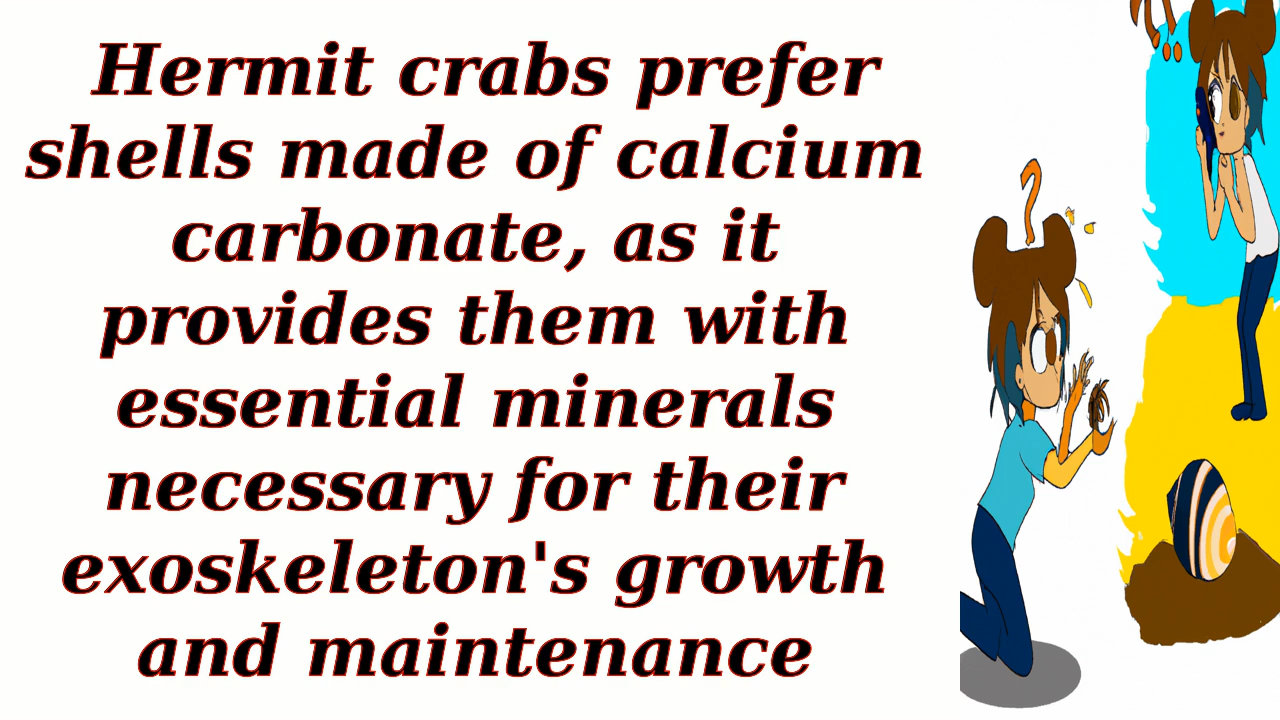 Hermit crabs prefer
shells made of calcium
carbonate, as it
provides them with
essential minerals
necessary for their
exoskeleton's growth
and maintenance
?